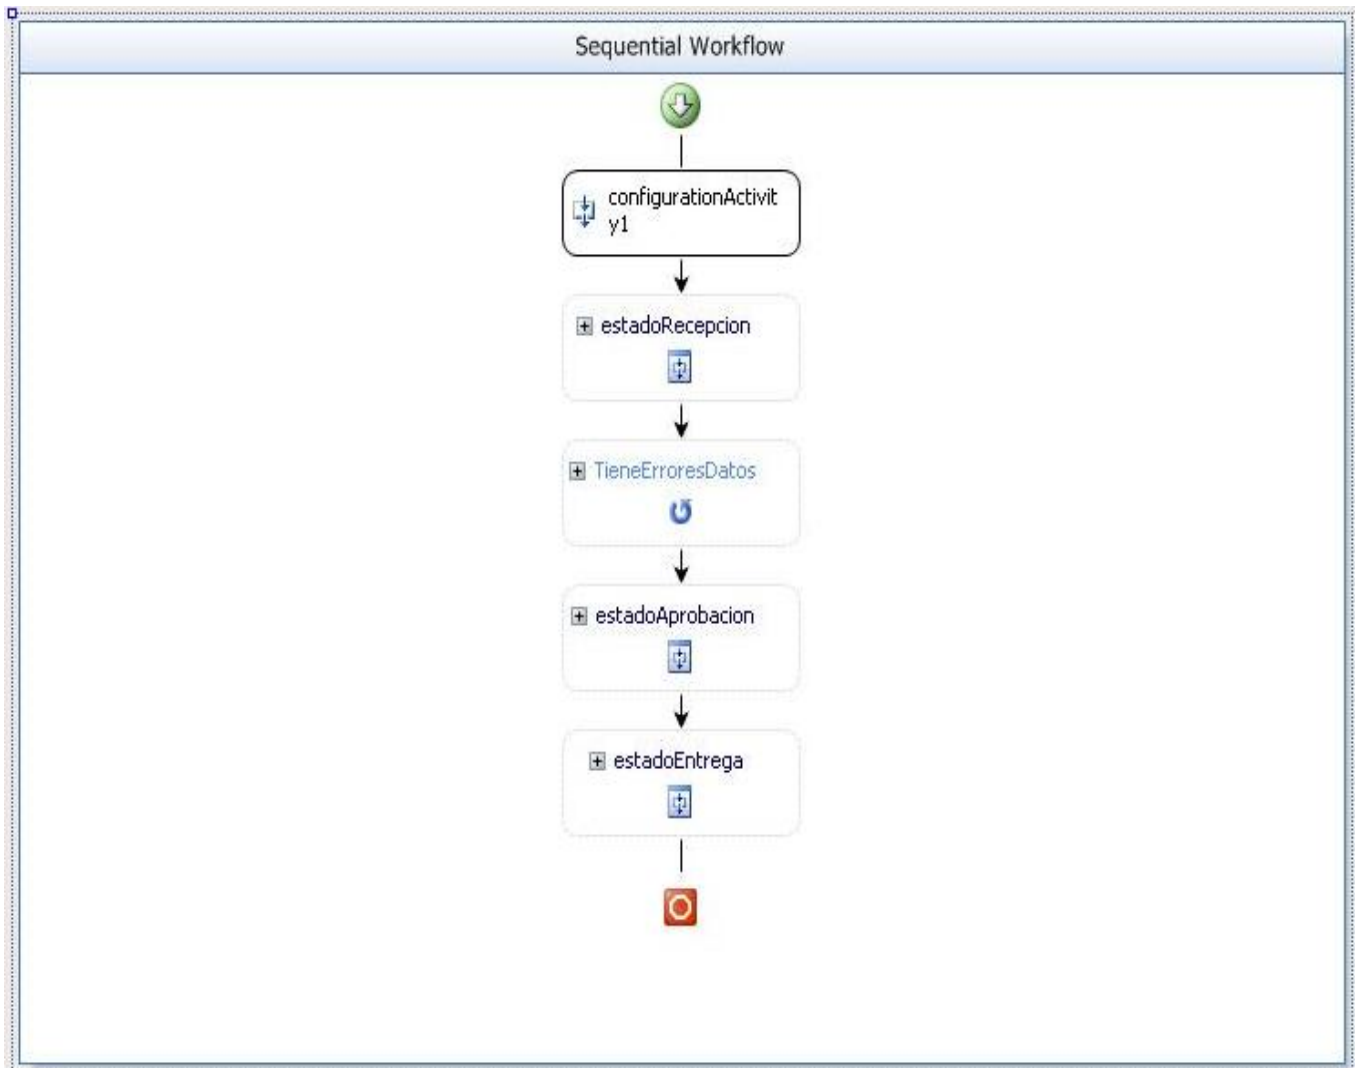 Sequential Workflow
configurationActivit
y1
estadoRecepcion
TieneErroresDatos
estadoAprobacion
estadoEntrega